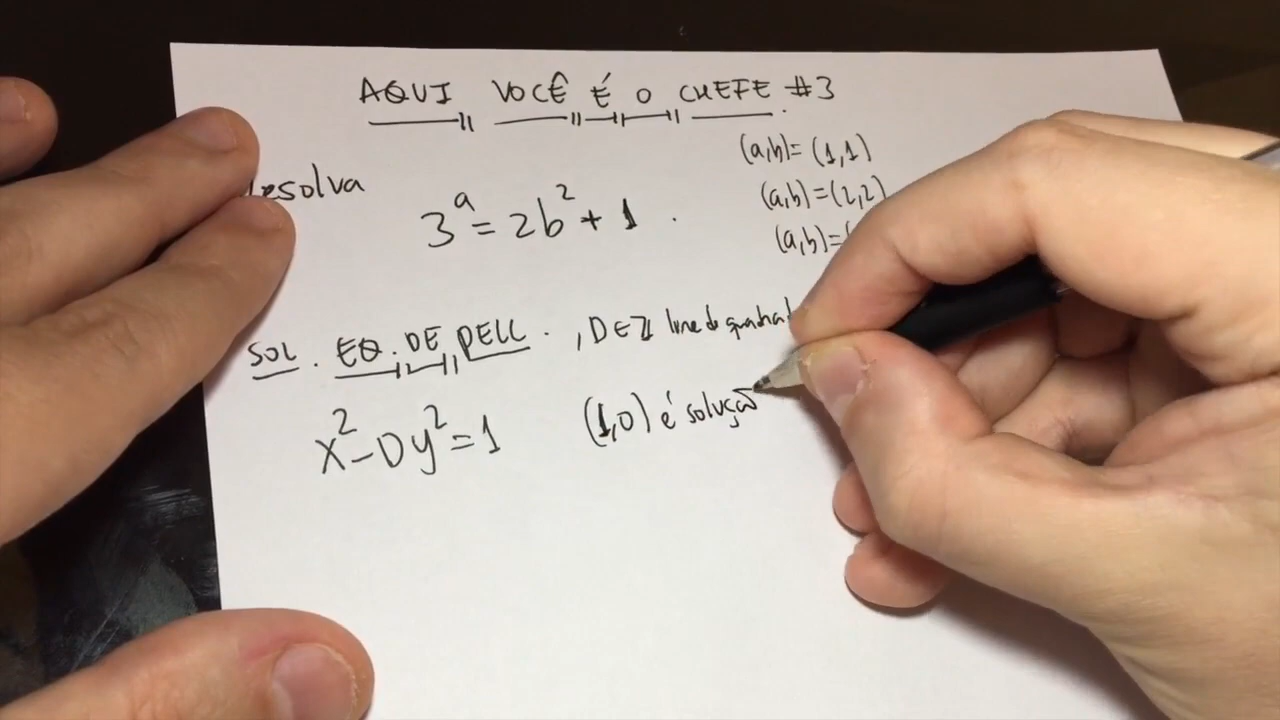 AQUI VOCÊ É O CHEFE #3
esolva
3^a = 2b^2 + 1.
(a,b) = (1,1)
(a,b) = (2,2)
(a,b) = (
SOL. EQ. DE PELL. , D ∈ ℤ livre de quadrad
x^2 - Dy^2 = 1
(1,0) é solução